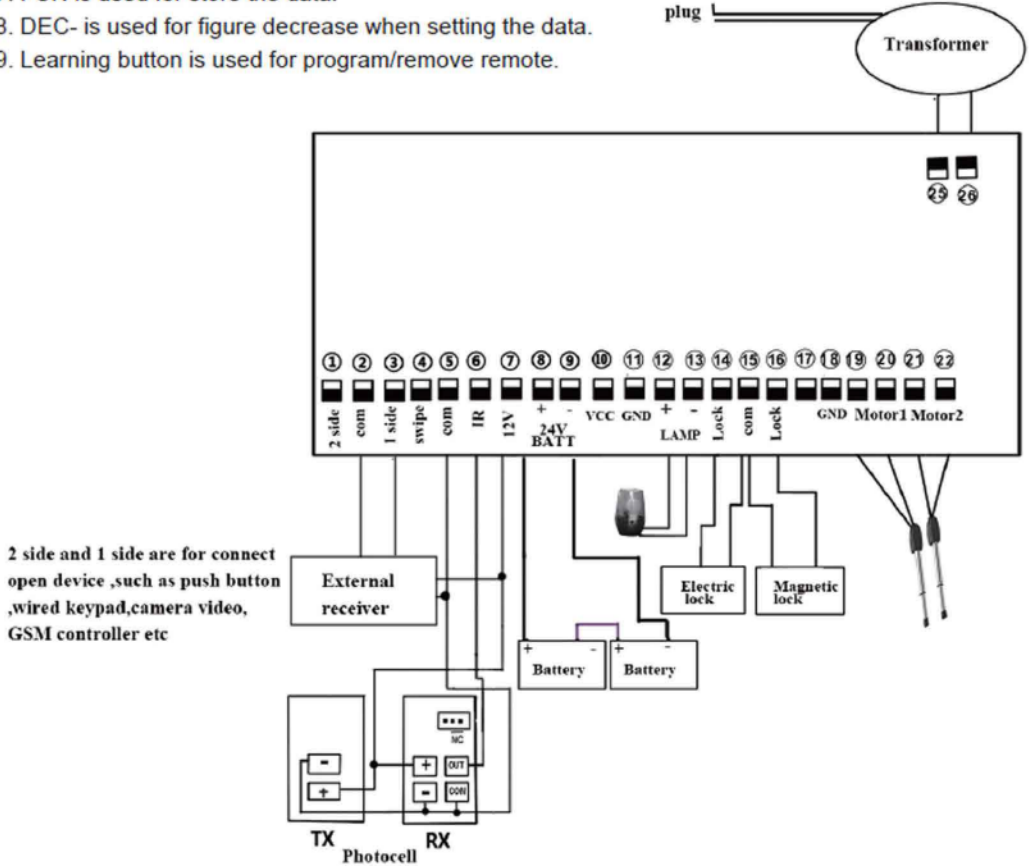 8. DEC- is used for figure decrease when setting the data.
9. Learning button is used for program/remove remote.
plug
Transformer
25 26
1 2 3 4 5 6 7 8 9 10 11 12 13 14 15 16 17 18 19 20 21 22
2 side
com
1 side
swipe
com
IR
12V
+ -
24V
BATT
VCC GND
+ -
LAMP
Lock
com
Lock
GND Motor1 Motor2
2 side and 1 side are for connect
open device ,such as push button
,wired keypad,camera video,
GSM controller etc
External
receiver
Electric
lock
Magnetic
lock
+ -
Battery
+ -
Battery
NC
+ OUT
- CON
-
+
TX
RX
Photocell